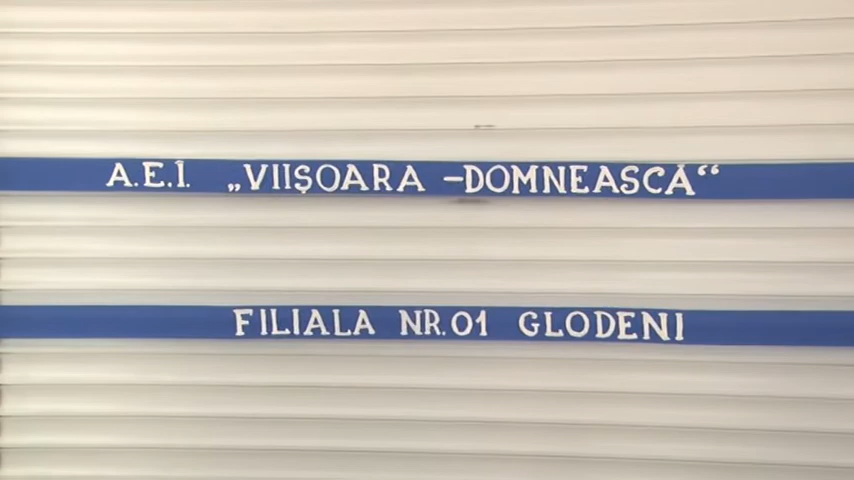 A.E.Î. „VIIȘOARA -DOMNEASCĂ“
FILIALA NR.01 GLODENI